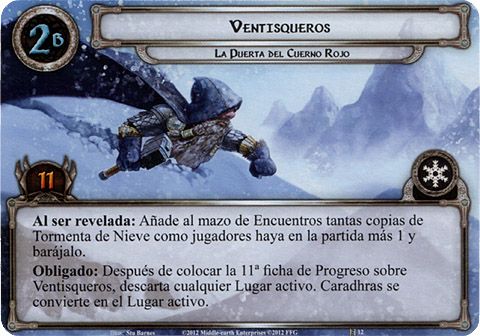 2B
VENTISQUEROS
LA PUERTA DEL CUERNO ROJO
11
Al ser revelada: Añade al mazo de Encuentros tantas copias de
Tormenta de Nieve como jugadores haya en la partida más 1 y
barájalo.
Obligado: Después de colocar la 11ª ficha de Progreso sobre
Ventisqueros, descarta cualquier Lugar activo. Caradhras se
convierte en el Lugar activo.
Ilust. Stu Barnes ©2012 Middle-earth Enterprises ©2012 FFG 12